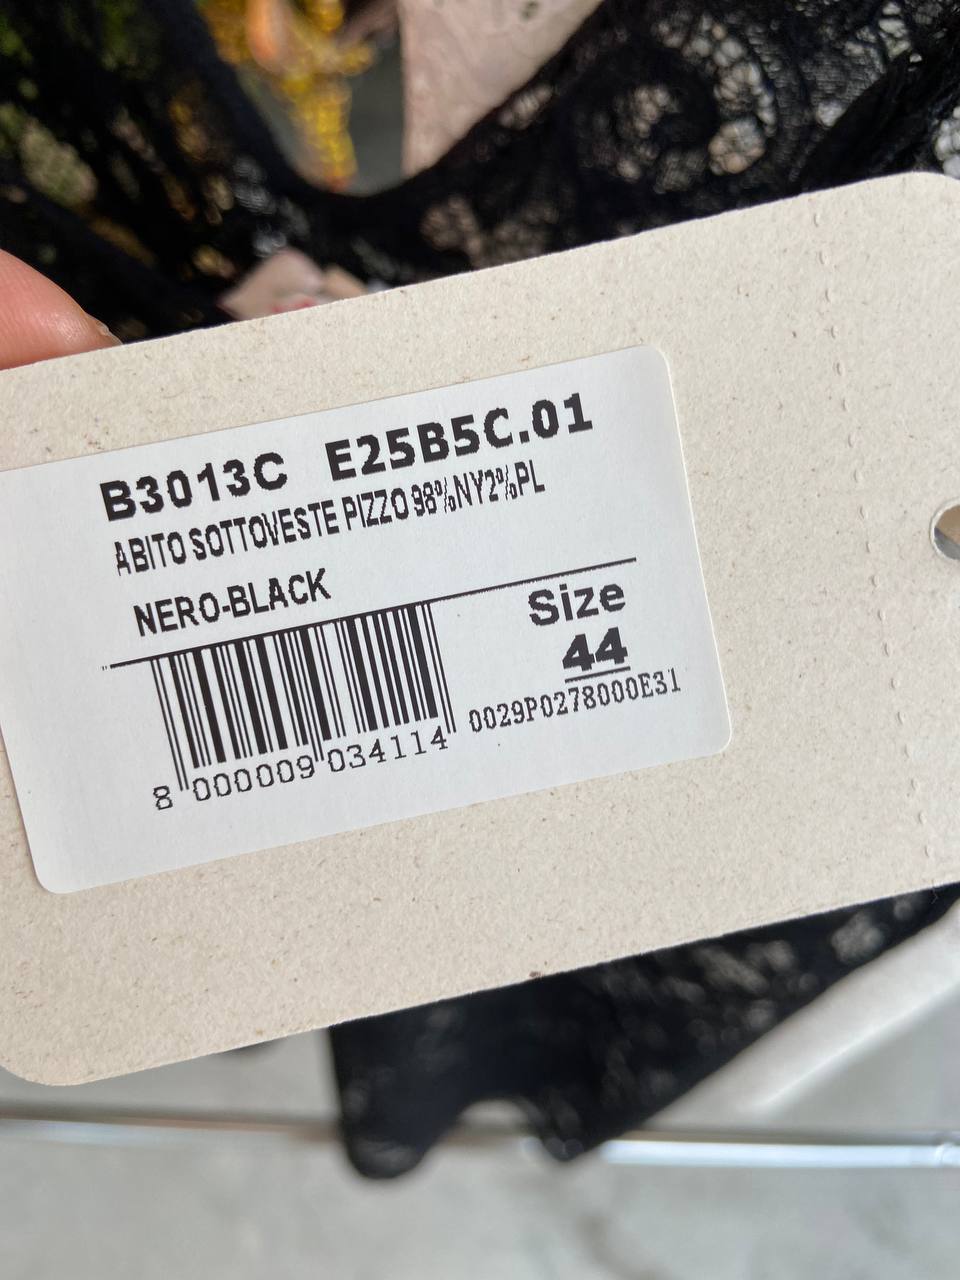 B3013C E25B5C.01
ABITO SOTTOVESTE PIZZO 98%NY2%PL
NERO-BLACK
Size
44
0029P0278000E31
8 000009 034114